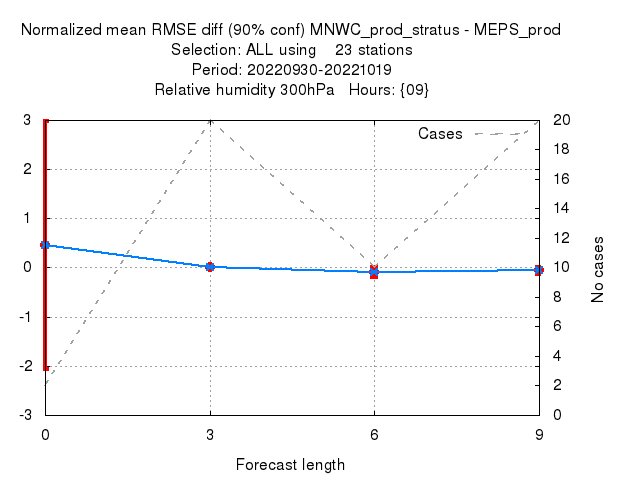 Normalized mean RMSE diff (90% conf) MNWC_prod_stratus - MEPS_prod
Selection: ALL using    23 stations
Period: 20220930-20221019
Relative humidity 300hPa   Hours: {09}
Cases
3
2
1
0
-1
-2
-3
20
18
16
14
12
10
8
6
4
2
0
No cases
0 3 6 9
Forecast length